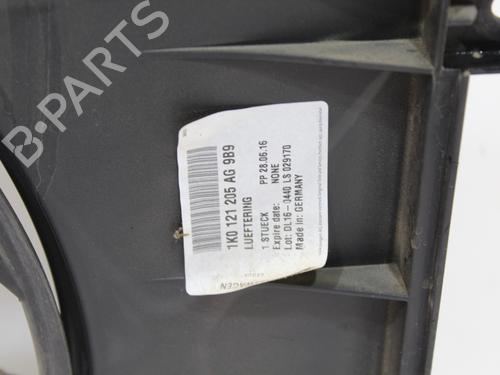 1K0 121 205 AG 9B9
LUEFTERING
1 STUECK PP 28.06.16
Expire date: NONE
Lot: DL16-0440 LS 029170
Made in: GERMANY
B-PARTS